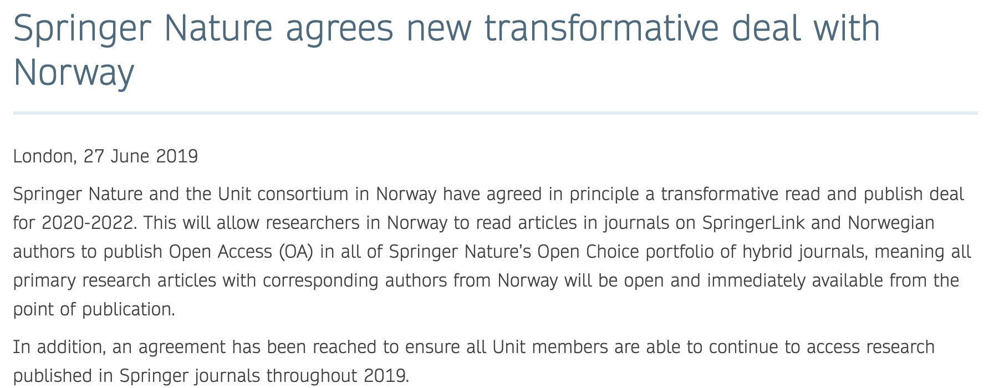 Springer Nature agrees new transformative deal with
Norway
London, 27 June 2019
Springer Nature and the Unit consortium in Norway have agreed in principle a transformative read and publish deal
for 2020-2022. This will allow researchers in Norway to read articles in journals on SpringerLink and Norwegian
authors to publish Open Access (OA) in all of Springer Nature’s Open Choice portfolio of hybrid journals, meaning all
primary research articles with corresponding authors from Norway will be open and immediately available from the
point of publication.
In addition, an agreement has been reached to ensure all Unit members are able to continue to access research
published in Springer journals throughout 2019.